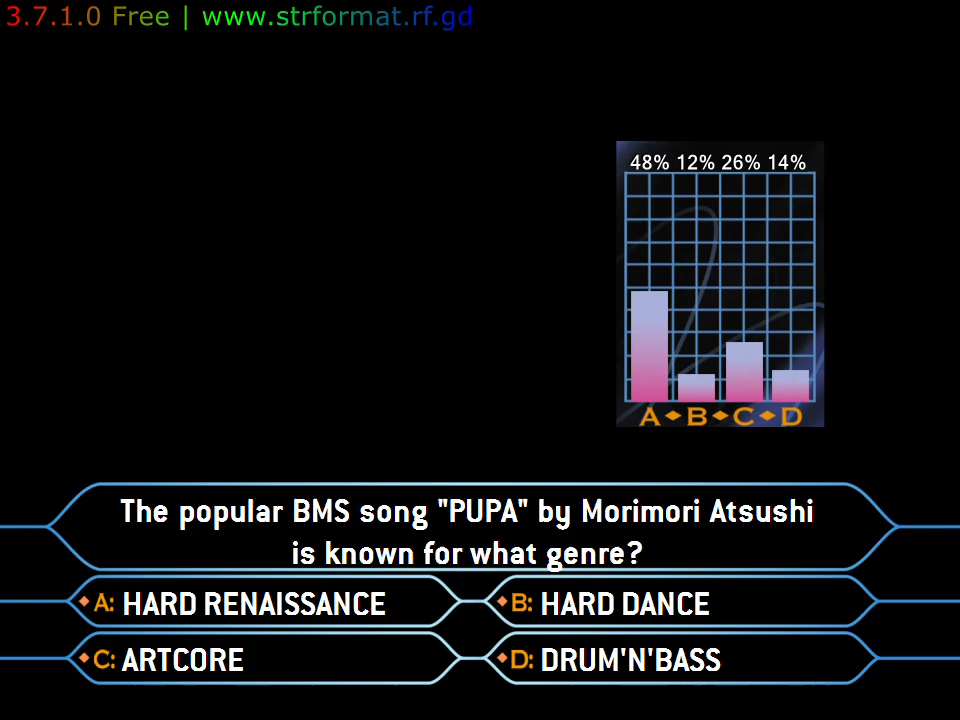 3.7.1.0 Free | www.strformat.rf.gd
48% 12% 26% 14%
A B C D
The popular BMS song "PUPA" by Morimori Atsushi
is known for what genre?
A: HARD RENAISSANCE
B: HARD DANCE
C: ARTCORE
D: DRUM'N'BASS